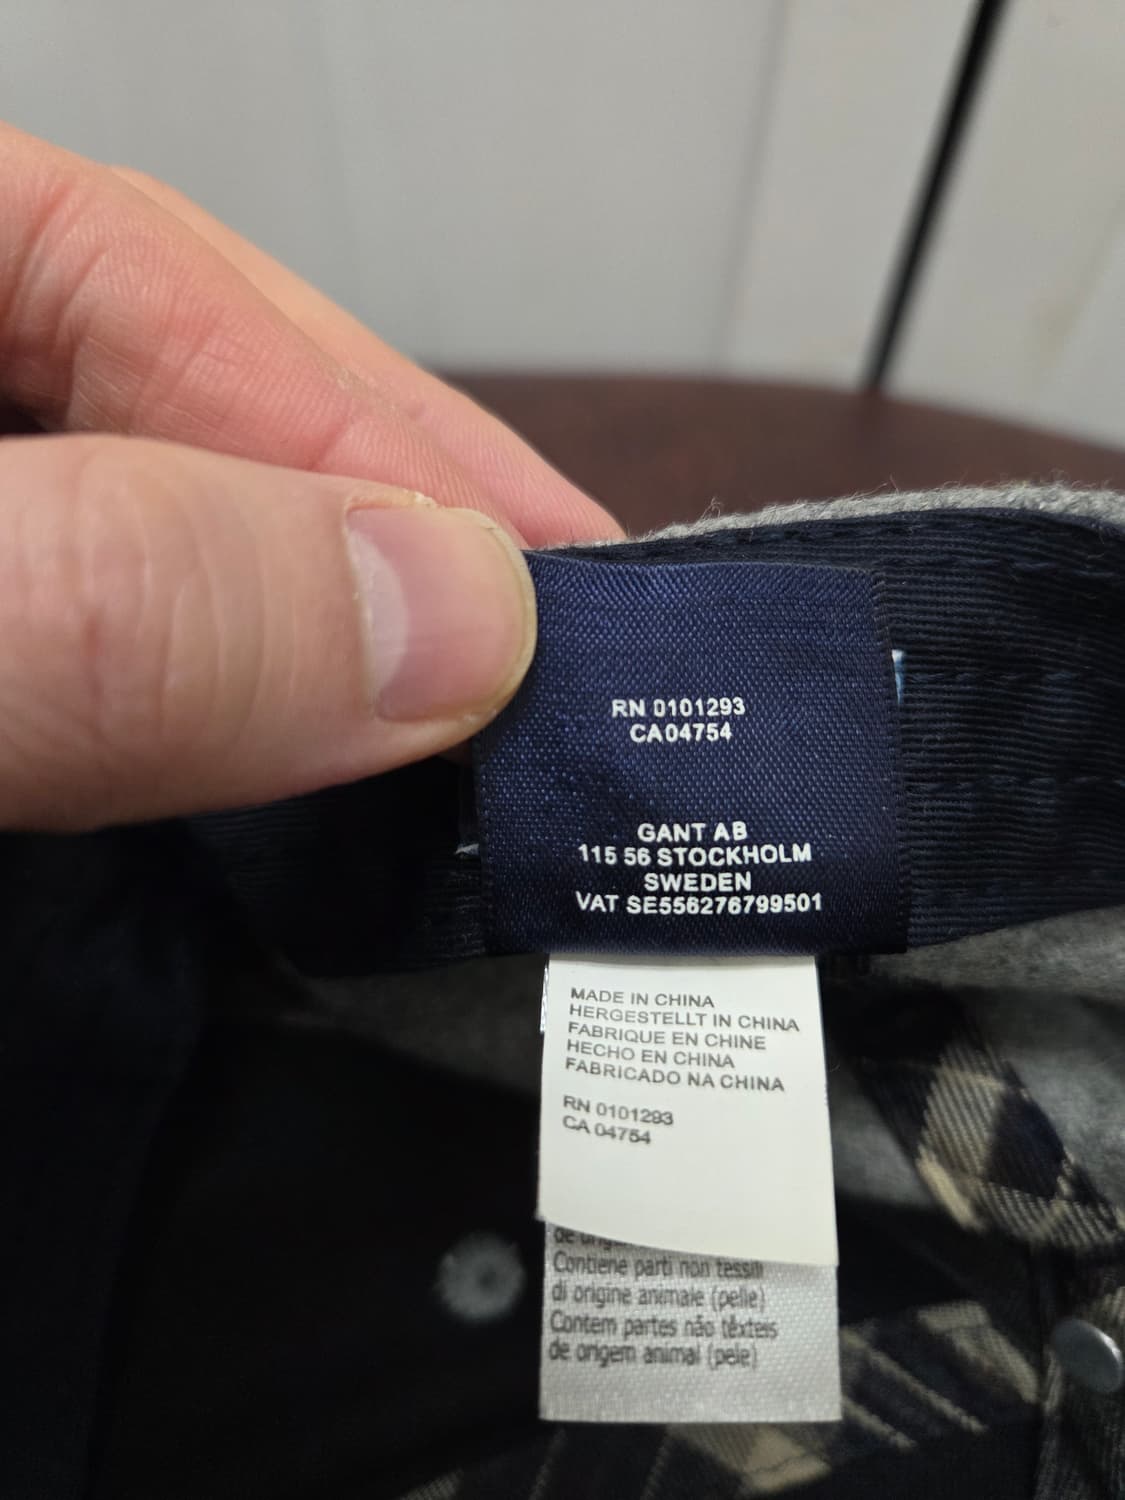 RN 0101293
CA04754
GANT AB
115 56 STOCKHOLM
SWEDEN
VAT SE556276799501
MADE IN CHINA
HERGESTELLT IN CHINA
FABRIQUE EN CHINE
HECHO EN CHINA
FABRICADO NA CHINA
RN 0101293
CA 04754
de
Contiene parti non tessili
di origine animale (pelle)
Contem partes não têxteis
de origem animal (pele)